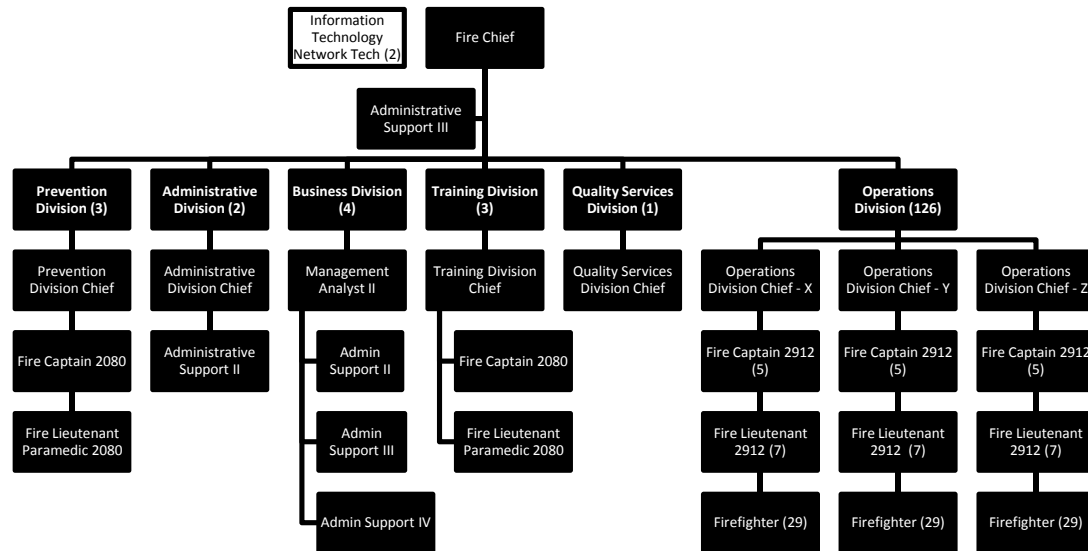 Information
Technology
Network Tech (2)
Fire Chief
Administrative
Support III
Prevention
Division (3)
Administrative
Division (2)
Business Division
(4)
Training Division
(3)
Quality Services
Division (1)
Operations
Division (126)
Prevention
Division Chief
Administrative
Division Chief
Management
Analyst II
Training Division
Chief
Quality Services
Division Chief
Operations
Division Chief - X
Operations
Division Chief - Y
Operations
Division Chief - Z
Fire Captain 2080
Administrative
Support II
Admin
Support II
Fire Captain 2080
Fire Captain 2912
(5)
Fire Captain 2912
(5)
Fire Captain 2912
(5)
Fire Lieutenant
Paramedic 2080
Admin
Support III
Fire Lieutenant
Paramedic 2080
Fire Lieutenant
2912 (7)
Fire Lieutenant
2912 (7)
Fire Lieutenant
2912 (7)
Admin Support IV
Firefighter (29)
Firefighter (29)
Firefighter (29)